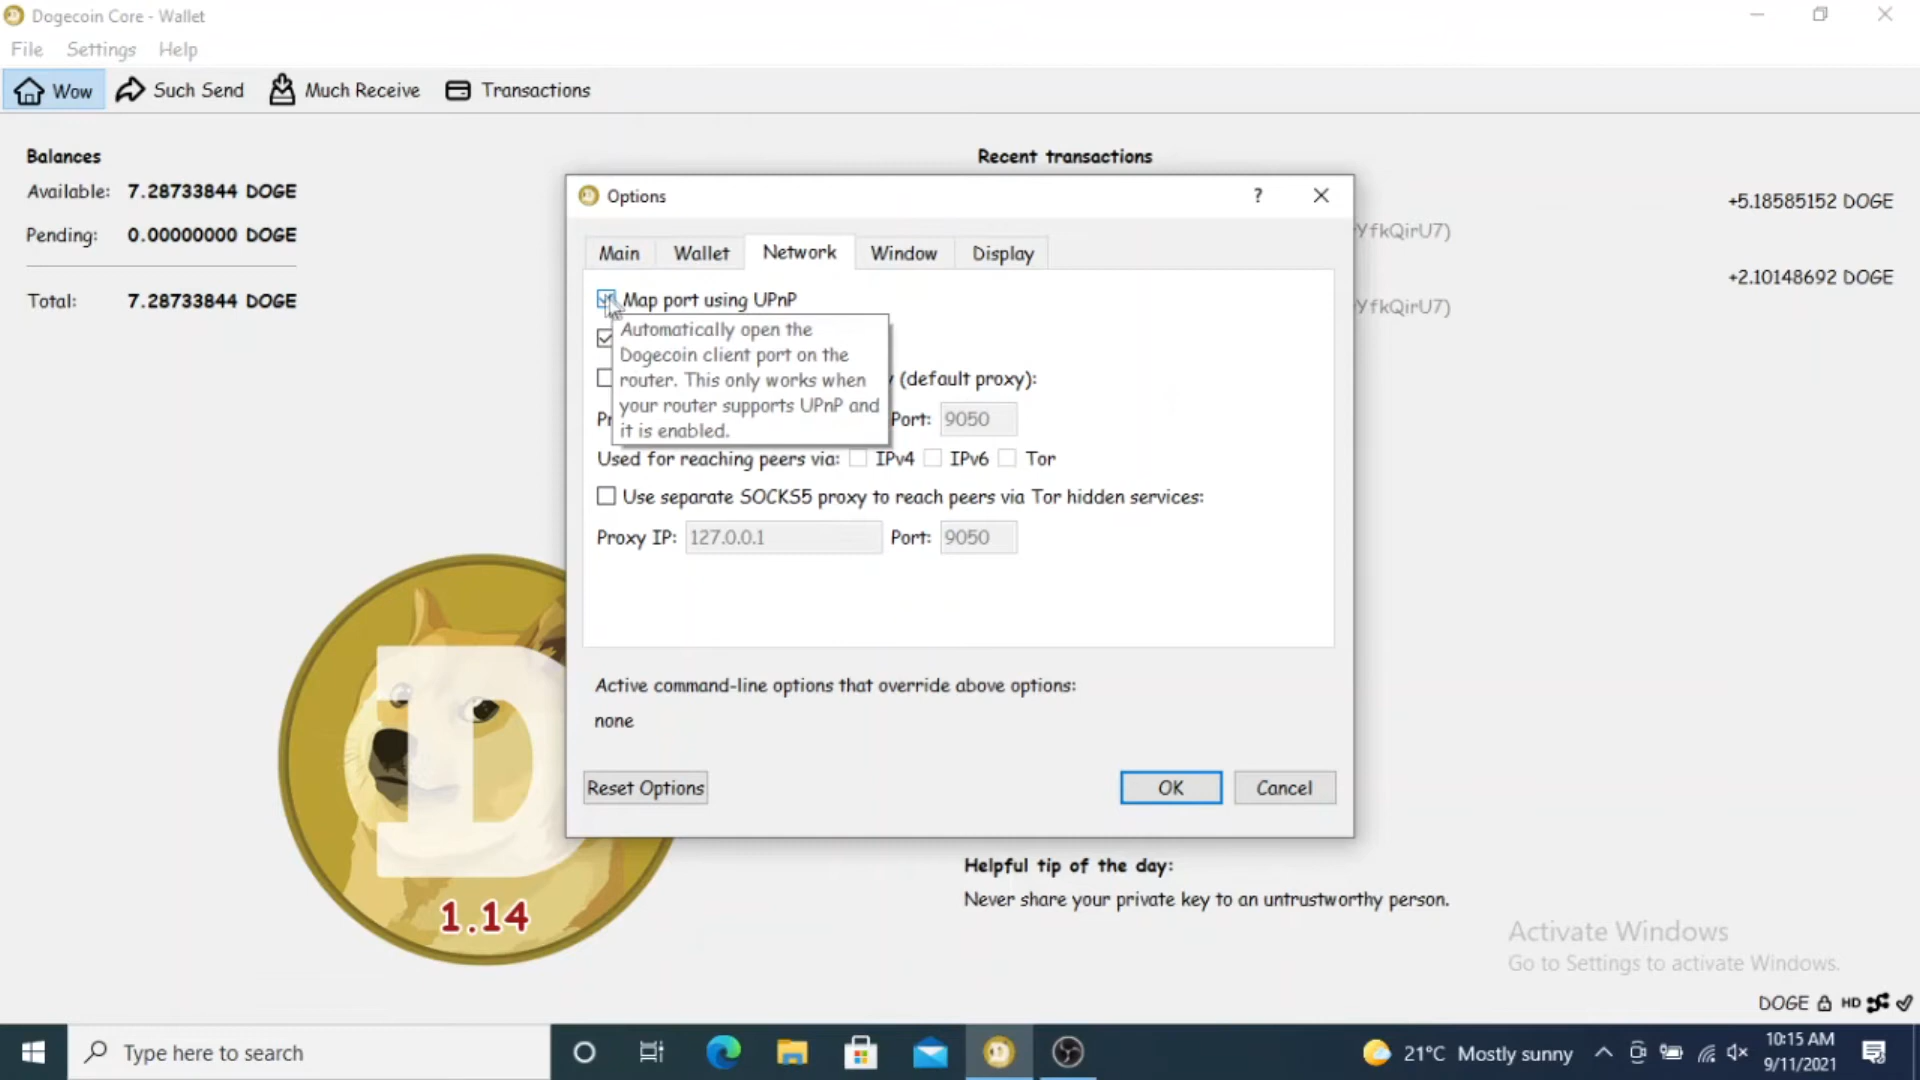 Dogecoin Core - Wallet
File Settings Help
Wow Such Send Much Receive Transactions
Balances
Available: 7.28733844 DOGE
Pending: 0.00000000 DOGE
Total: 7.28733844 DOGE
Recent transactions
+5.18585152 DOGE
YfkQirU7)
+2.10148692 DOGE
YfkQirU7)
Options
Main Wallet Network Window Display
Map port using UPnP
Automatically open the
Dogecoin client port on the
router. This only works when
your router supports UPnP and
it is enabled.
(default proxy):
Port: 9050
Used for reaching peers via: IPv4 IPv6 Tor
Use separate SOCKS5 proxy to reach peers via Tor hidden services:
Proxy IP: 127.0.0.1 Port: 9050
Active command-line options that override above options:
none
Reset Options OK Cancel
D
1.14
Helpful tip of the day:
Never share your private key to an untrustworthy person.
Activate Windows
Go to Settings to activate Windows.
DOGE HD
Type here to search
21°C Mostly sunny
10:15 AM
9/11/2021